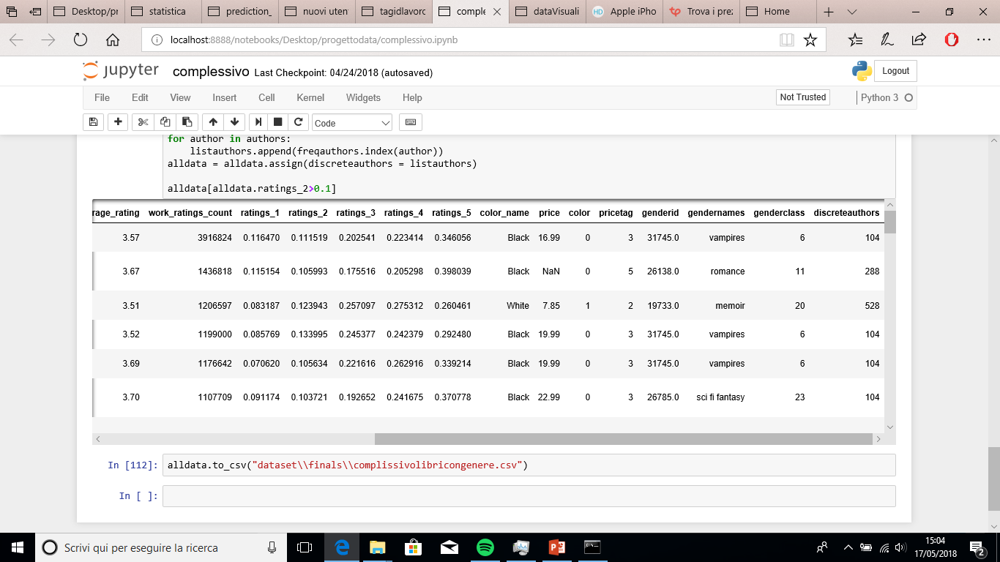 Desktop/pr
statistica
prediction_
nuovi uten
tagidlavorc
comple
dataVisuali
HD Apple iPho
tp Trova i prez
Home
localhost:8888/notebooks/Desktop/progettodata/complessivo.ipynb
jupyter complessivo Last Checkpoint: 04/24/2018 (autosaved)
Logout
File Edit View Insert Cell Kernel Widgets Help
Not Trusted
Python 3
Code
for author in authors:
    listauthors.append(freqauthors.index(author))
alldata = alldata.assign(discreteauthors = listauthors)
alldata[alldata.ratings_2>0.1]
rage_rating work_ratings_count ratings_1 ratings_2 ratings_3 ratings_4 ratings_5 color_name price color pricetag genderid gendernames genderclass discreteauthors
3.57 3916824 0.116470 0.111519 0.202541 0.223414 0.346056 Black 16.99 0 3 31745.0 vampires 6 104
3.67 1436818 0.115154 0.105993 0.175516 0.205298 0.398039 Black NaN 0 5 26138.0 romance 11 288
3.51 1206597 0.083187 0.123943 0.257097 0.275312 0.260461 White 7.85 1 2 19733.0 memoir 20 528
3.52 1199000 0.085769 0.133995 0.245377 0.242379 0.292480 Black 19.99 0 3 31745.0 vampires 6 104
3.69 1176642 0.070620 0.105634 0.221616 0.262916 0.339214 Black 19.99 0 3 31745.0 vampires 6 104
3.70 1107709 0.091174 0.103721 0.192652 0.241675 0.370778 Black 22.99 0 3 26785.0 sci fi fantasy 23 104
In [112]: alldata.to_csv("dataset\\finals\\complissivolibricongenere.csv")
In [ ]:
Scrivi qui per eseguire la ricerca
15:04
17/05/2018
2